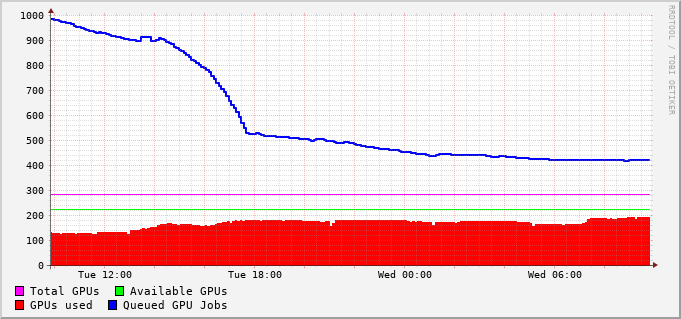 1000
900
800
700
600
500
400
300
200
100
0
Tue 12:00 Tue 18:00 Wed 00:00 Wed 06:00
Total GPUs Available GPUs
GPUs used Queued GPU Jobs
RRDTOOL / TOBI OETIKER